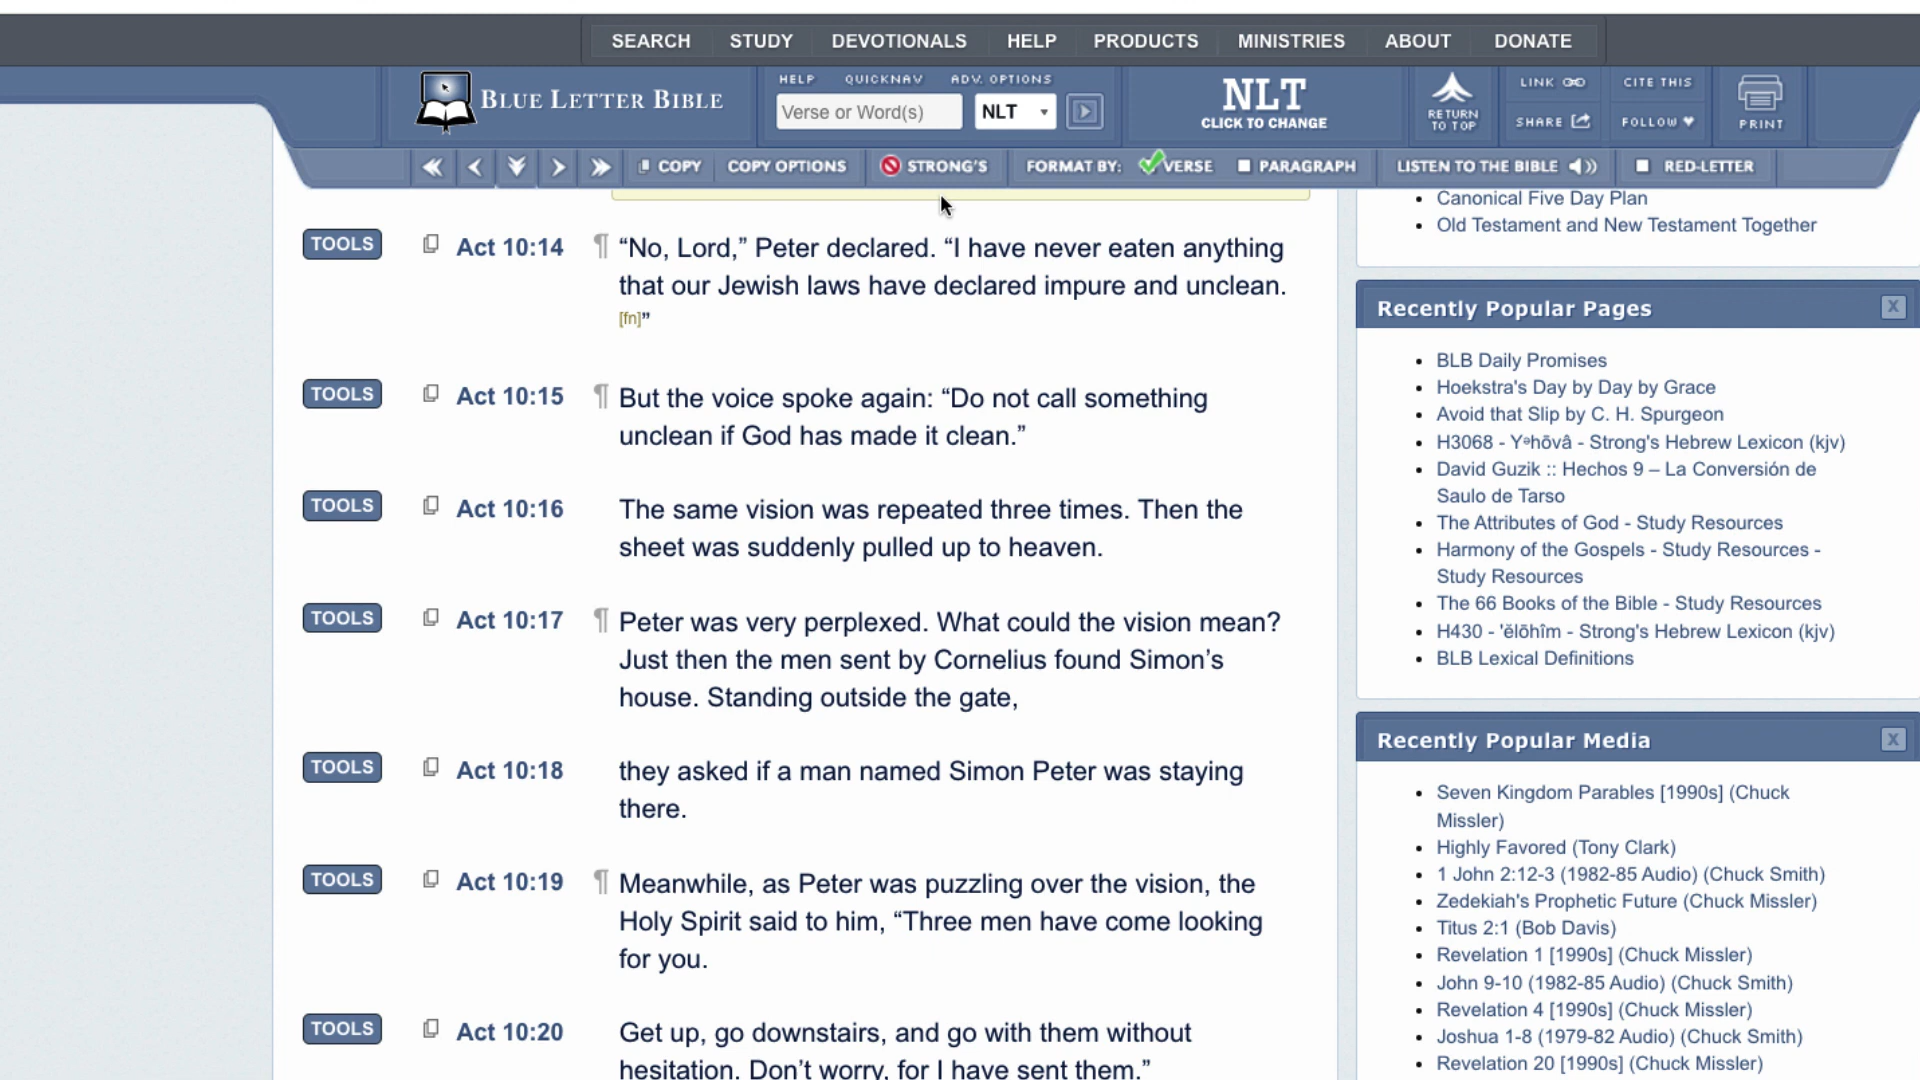 SEARCH STUDY DEVOTIONALS HELP PRODUCTS MINISTRIES ABOUT DONATE
BLUE LETTER BIBLE
HELP QUICKNAV ADV. OPTIONS
Verse or Word(s) NLT
NLT
CLICK TO CHANGE
RETURN
TO TOP
LINK
SHARE
CITE THIS
FOLLOW
PRINT
COPY COPY OPTIONS STRONG'S FORMAT BY: VERSE PARAGRAPH LISTEN TO THE BIBLE RED-LETTER
TOOLS Act 10:14 ¶ “No, Lord,” Peter declared. “I have never eaten anything
that our Jewish laws have declared impure and unclean.
[fn]”
TOOLS Act 10:15 ¶ But the voice spoke again: “Do not call something
unclean if God has made it clean.”
TOOLS Act 10:16 The same vision was repeated three times. Then the
sheet was suddenly pulled up to heaven.
TOOLS Act 10:17 ¶ Peter was very perplexed. What could the vision mean?
Just then the men sent by Cornelius found Simon’s
house. Standing outside the gate,
TOOLS Act 10:18 they asked if a man named Simon Peter was staying
there.
TOOLS Act 10:19 ¶ Meanwhile, as Peter was puzzling over the vision, the
Holy Spirit said to him, “Three men have come looking
for you.
TOOLS Act 10:20 Get up, go downstairs, and go with them without
hesitation. Don’t worry, for I have sent them.”
Canonical Five Day Plan
Old Testament and New Testament Together
Recently Popular Pages X
BLB Daily Promises
Hoekstra's Day by Day by Grace
Avoid that Slip by C. H. Spurgeon
H3068 - Yᵊhōvâ - Strong's Hebrew Lexicon (kjv)
David Guzik :: Hechos 9 – La Conversión de
Saulo de Tarso
The Attributes of God - Study Resources
Harmony of the Gospels - Study Resources -
Study Resources
The 66 Books of the Bible - Study Resources
H430 - 'ĕlōhîm - Strong's Hebrew Lexicon (kjv)
BLB Lexical Definitions
Recently Popular Media X
Seven Kingdom Parables [1990s] (Chuck
Missler)
Highly Favored (Tony Clark)
1 John 2:12-3 (1982-85 Audio) (Chuck Smith)
Zedekiah's Prophetic Future (Chuck Missler)
Titus 2:1 (Bob Davis)
Revelation 1 [1990s] (Chuck Missler)
John 9-10 (1982-85 Audio) (Chuck Smith)
Revelation 4 [1990s] (Chuck Missler)
Joshua 1-8 (1979-82 Audio) (Chuck Smith)
Revelation 20 [1990s] (Chuck Missler)